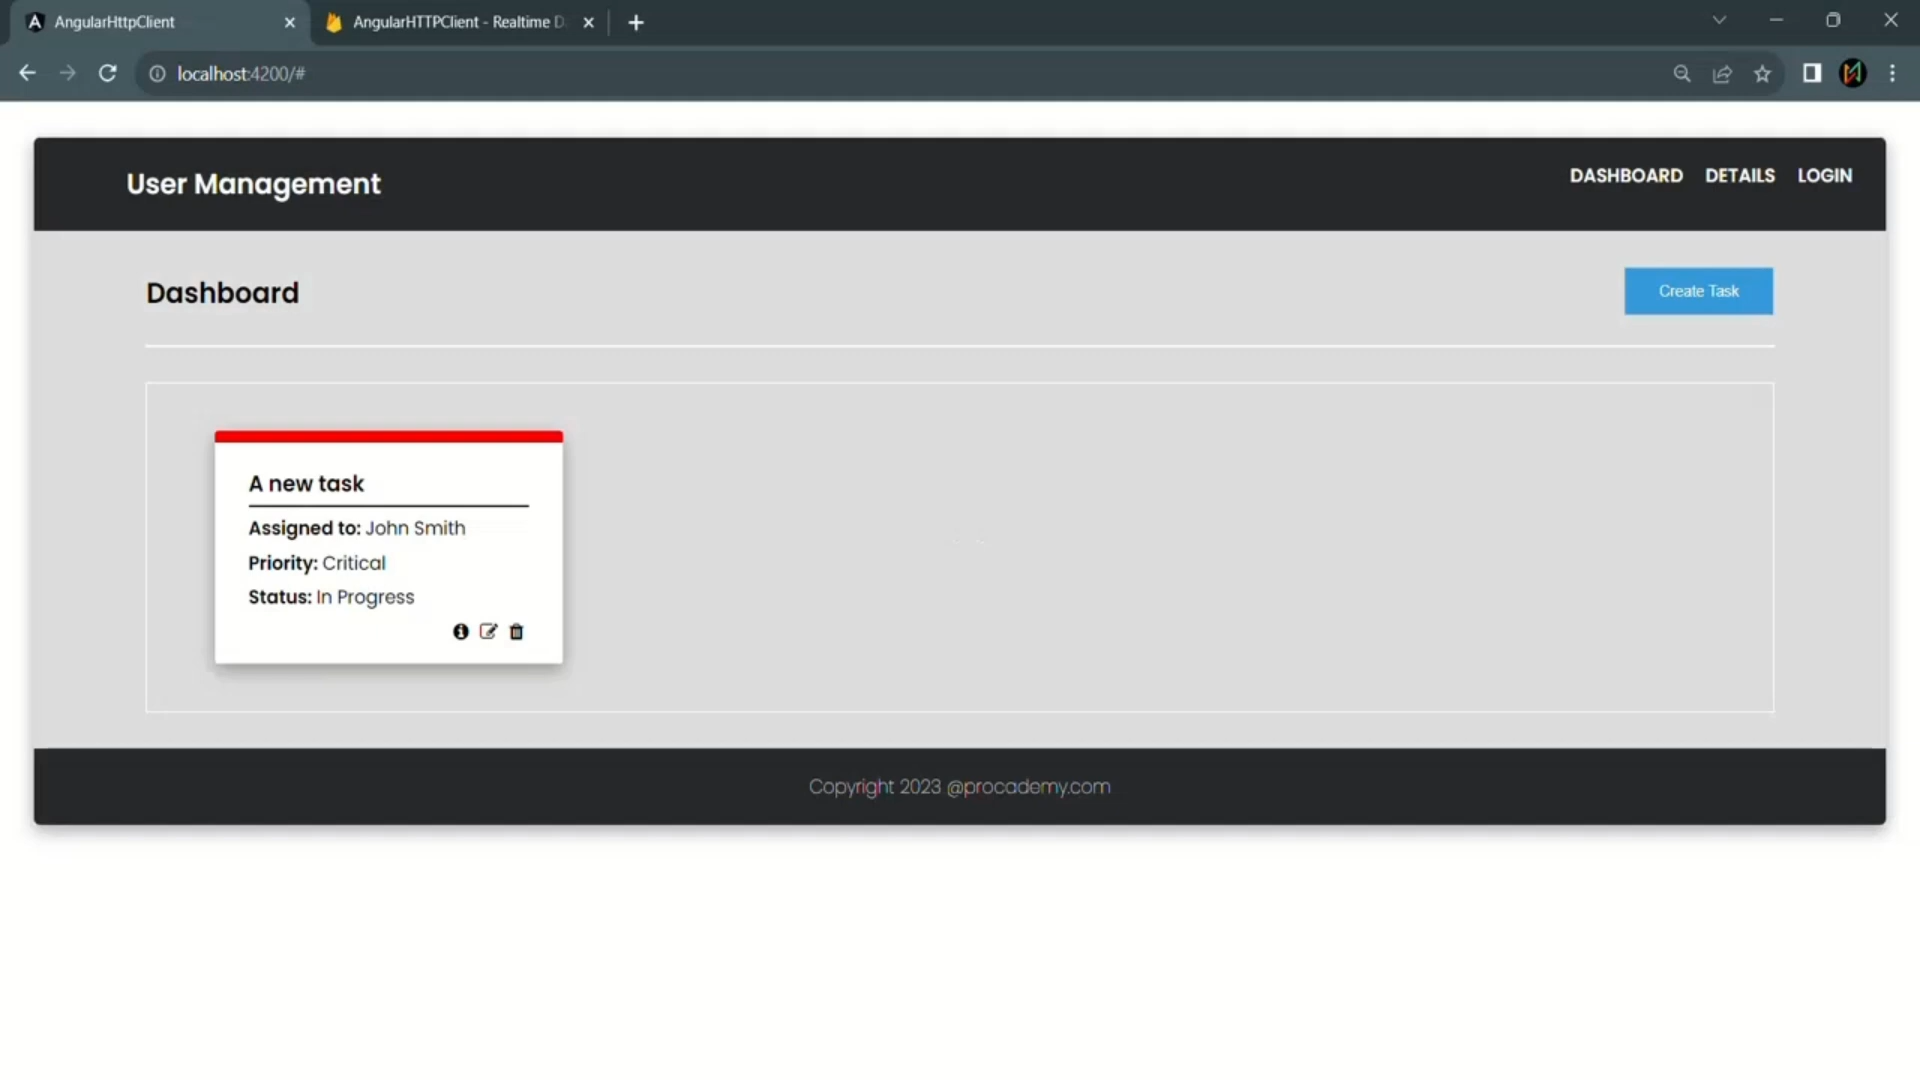 AngularHttpClient
AngularHTTPClient - Realtime D
localhost:4200/#
User Management
DASHBOARD DETAILS LOGIN
Dashboard
Create Task
A new task
Assigned to: John Smith
Priority: Critical
Status: In Progress
Copyright 2023 @procademy.com